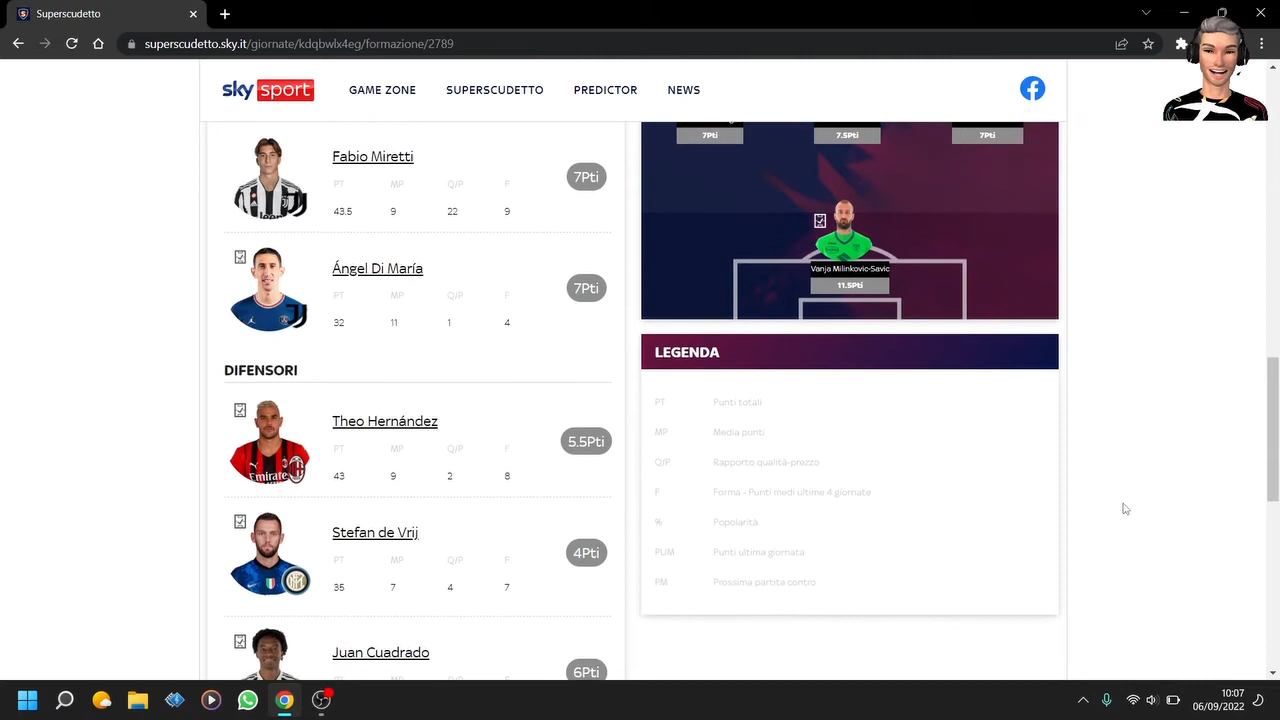 Superscudetto
superscudetto.sky.it/giornate/kdqbwlx4eg/formazione/2789
sky sport
GAME ZONE
SUPERSCUDETTO
PREDICTOR
NEWS
Fabio Miretti
PT MP Q/P F
43.5 9 22 9
7Pti
Ángel Di María
PT MP Q/P F
32 11 1 4
7Pti
DIFENSORI
Theo Hernández
PT MP Q/P F
43 9 2 8
5.5Pti
Emirate
Stefan de Vrij
PT MP Q/P F
35 7 4 7
4Pti
Juan Cuadrado
6Pti
7Pti 7.5Pti 7Pti
Vanja Milinkovic-Savic
11.5Pti
LEGENDA
PT Punti totali
MP Media punti
Q/P Rapporto qualità-prezzo
F Forma - Punti medi ultime 4 giornate
% Popolarità
PUM Punti ultima giornata
PM Prossima partita contro
10:07
06/09/2022